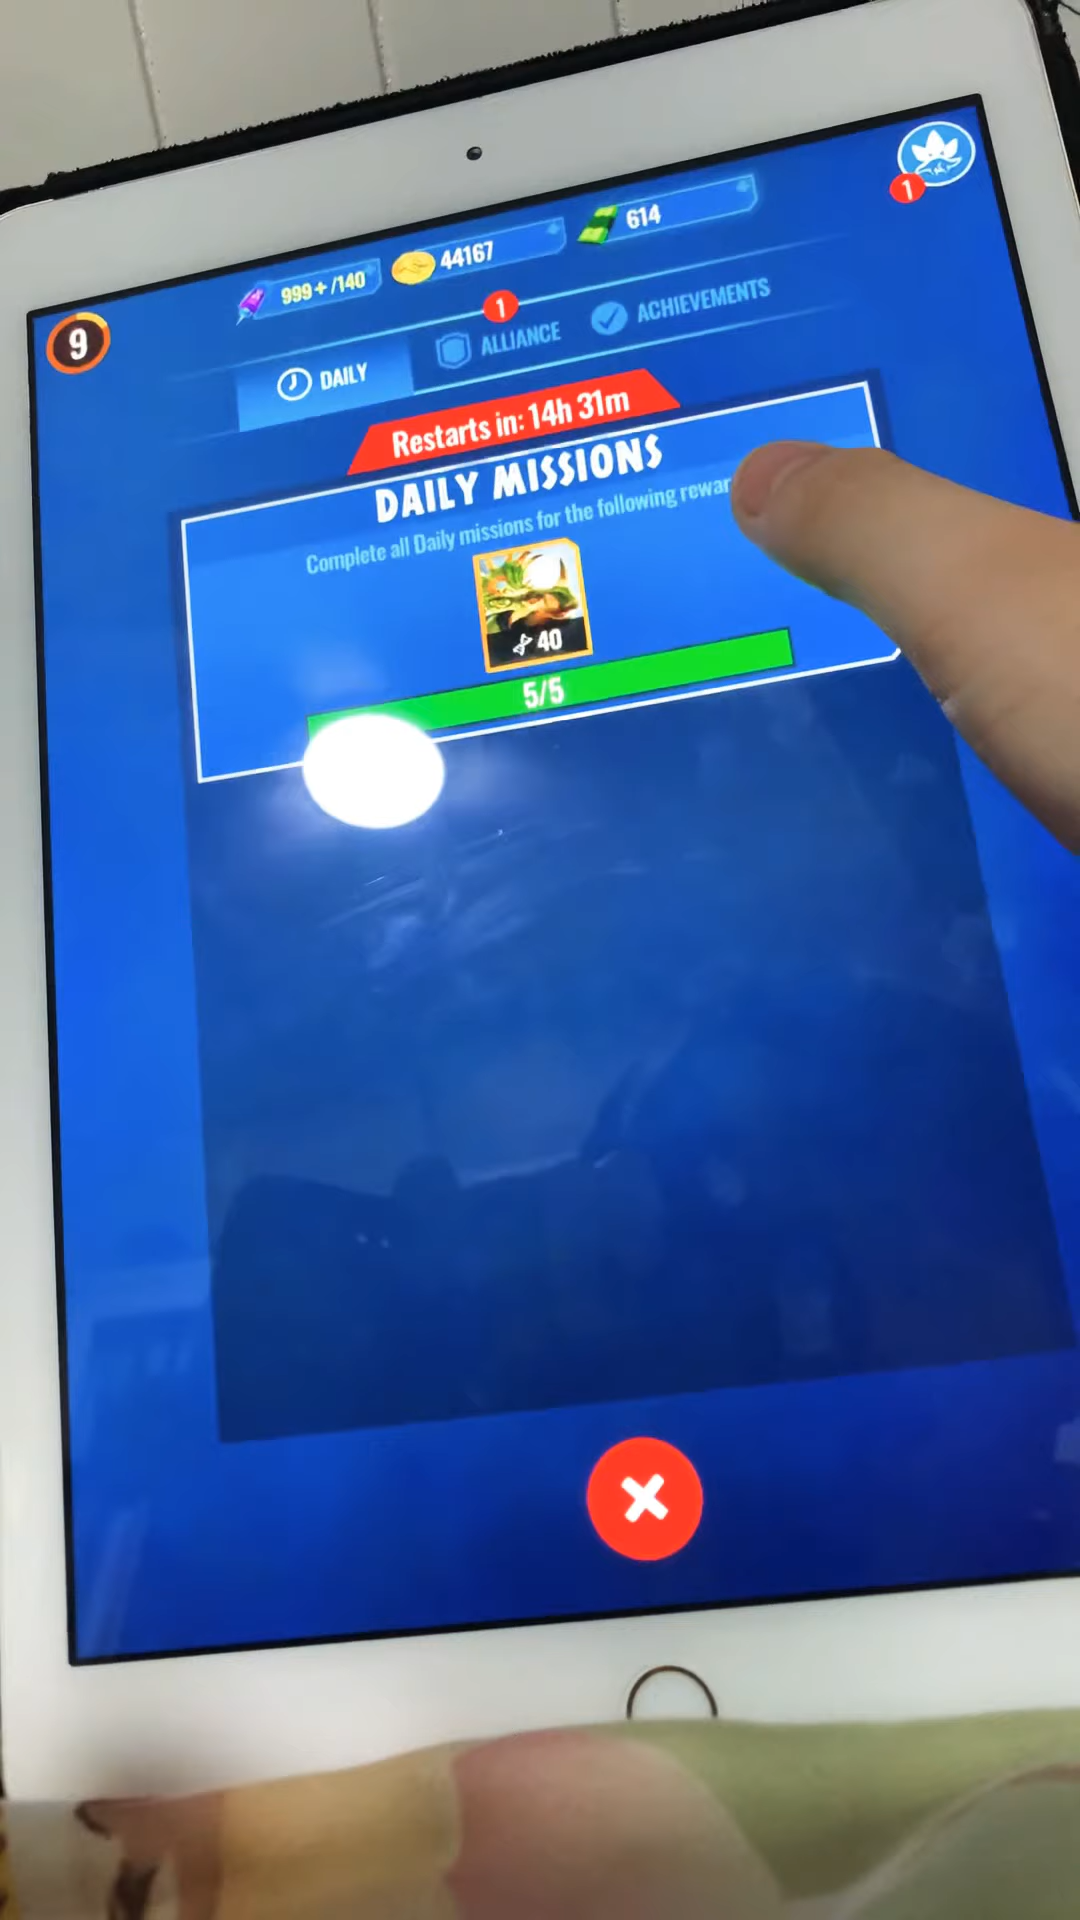 1
999+/140
44167
614
9
DAILY
1
ALLIANCE
ACHIEVEMENTS
Restarts in: 14h 31m
DAILY MISSIONS
Complete all Daily missions for the following
40
5/5